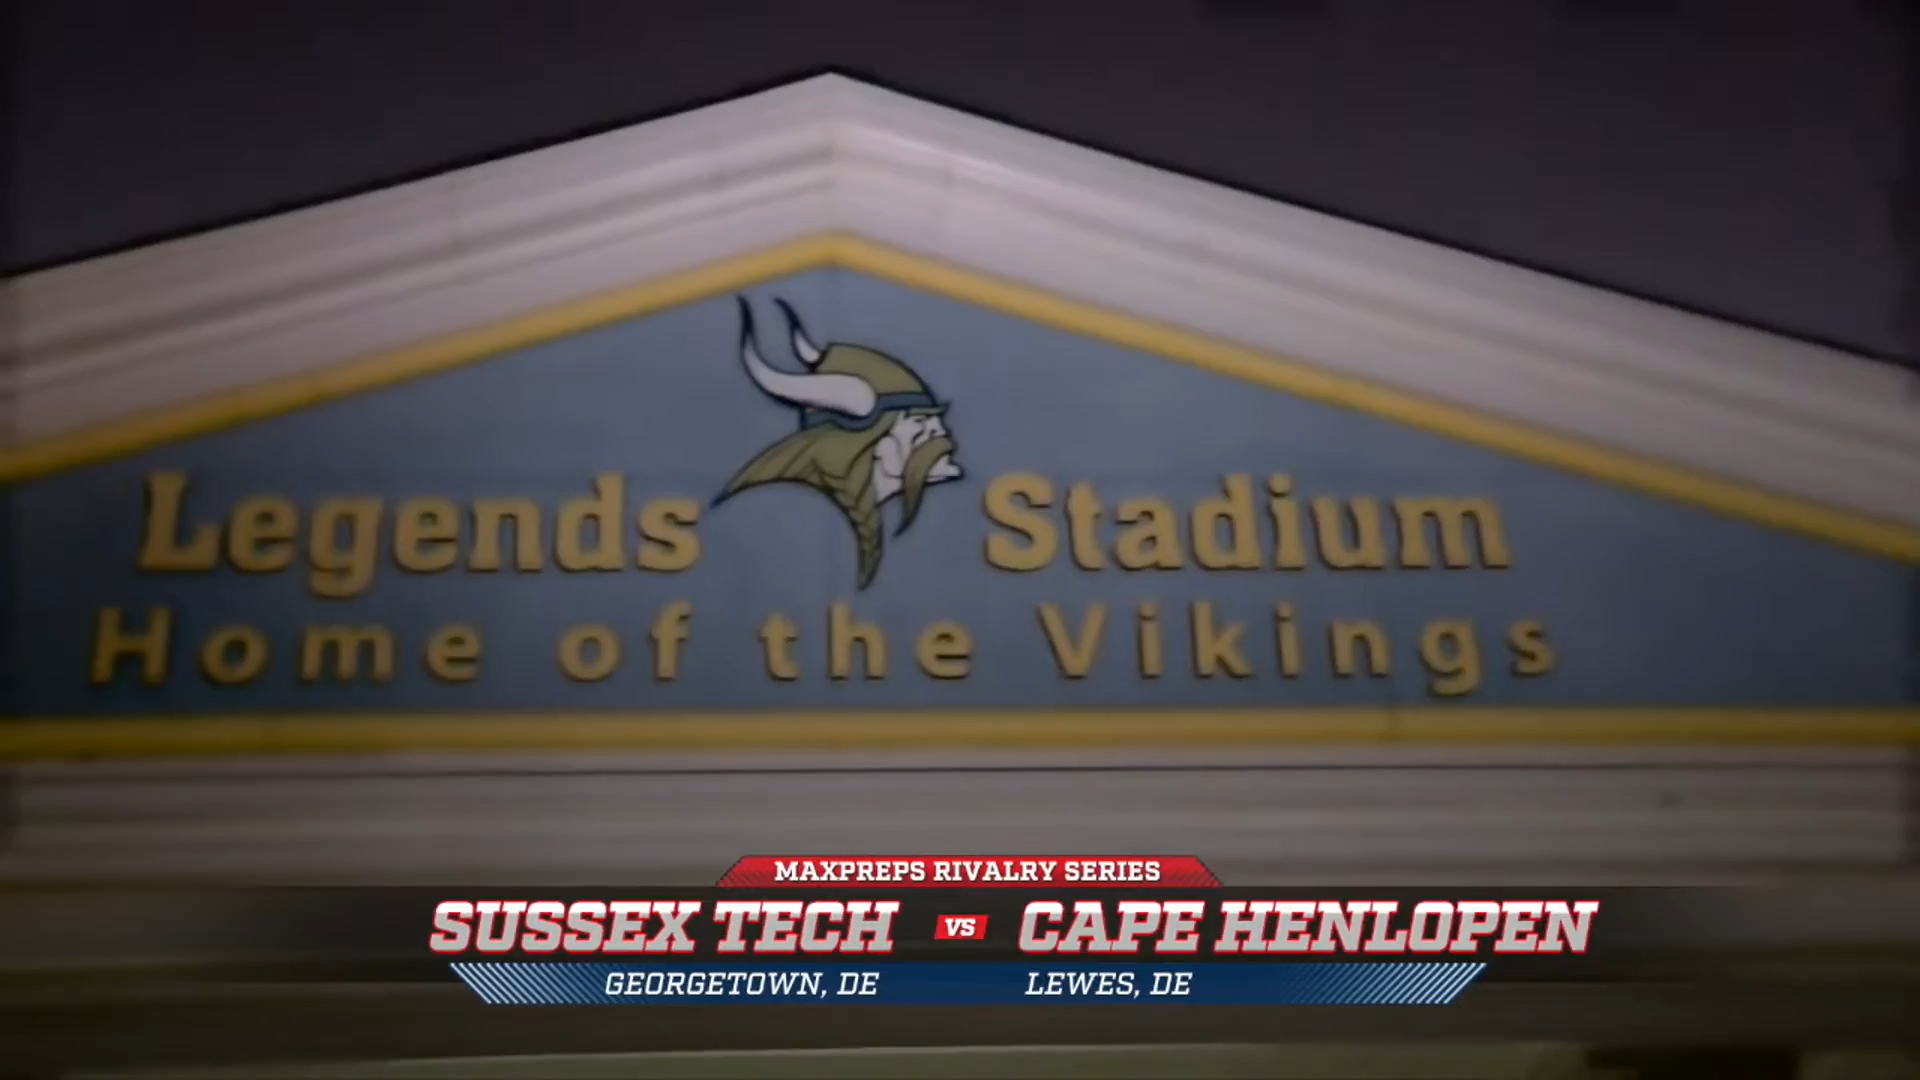 Legends Stadium
Home of the Vikings
MAXPREPS RIVALRY SERIES
SUSSEX TECH VS CAPE HENLOPEN
GEORGETOWN, DE LEWES, DE